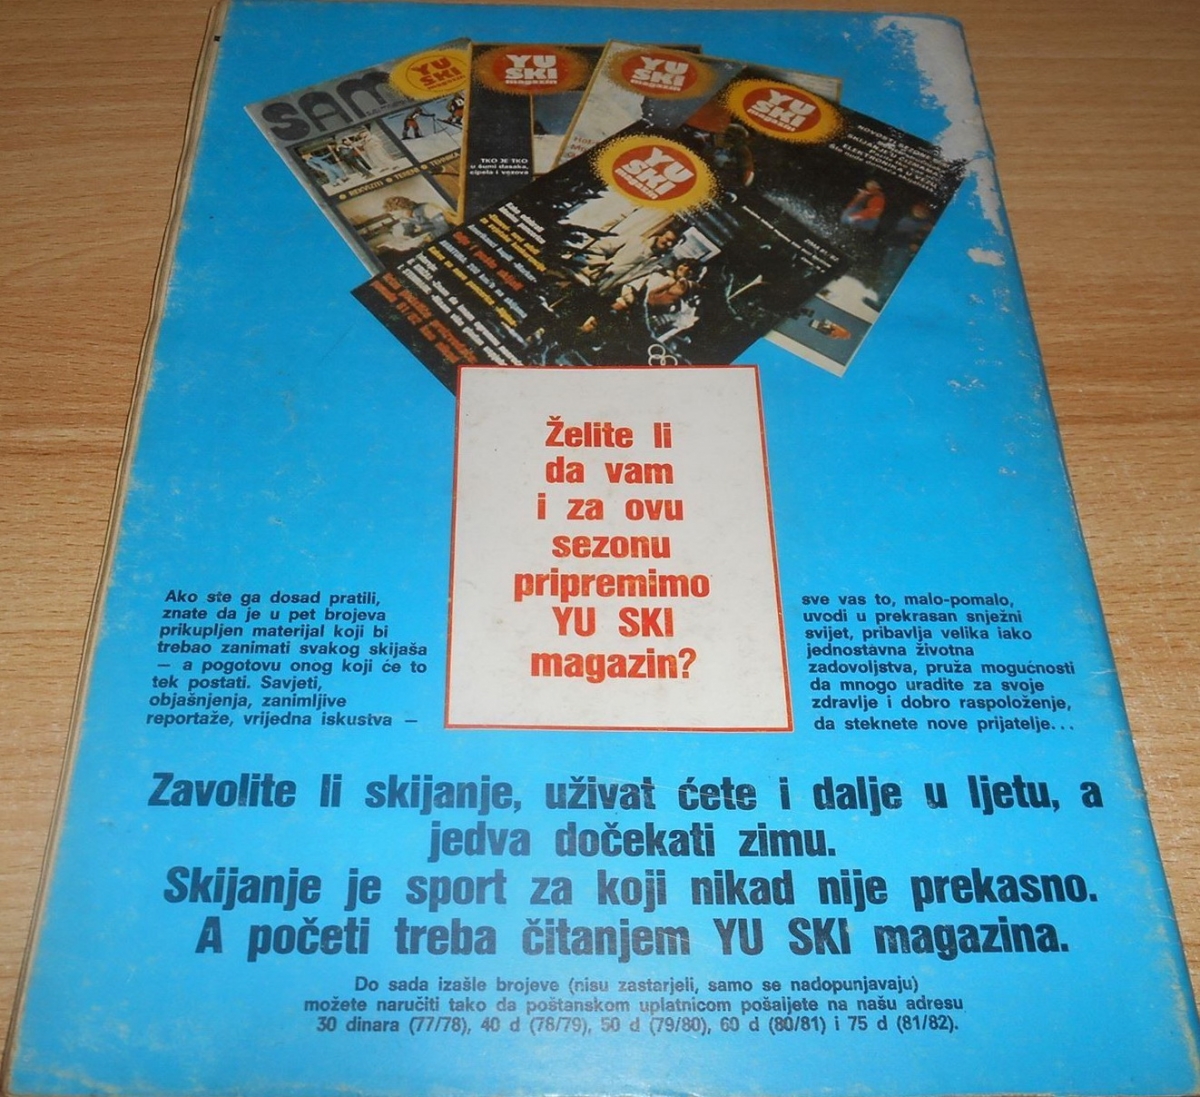 SAM
YU
SKI
magazin
YU
SKI
magazin
YU
SKI
magazin
YU
SKI
magazin
YU
SKI
magazin
REKVIZITI • TERENI • TEHNIKA
TKO JE TKO
u šumi dasaka,
cipela i vezova
Želite li
da vam
i za ovu
sezonu
pripremimo
YU SKI
magazin?
Ako ste ga dosad pratili,
znate da je u pet brojeva
prikupljen materijal koji bi
trebao zanimati svakog skijaša
— a pogotovu onog koji će to
tek postati. Savjeti,
objašnjenja, zanimljive
reportaže, vrijedna iskustva —
sve vas to, malo-pomalo,
uvodi u prekrasan snježni
svijet, pribavlja velika iako
jednostavna životna
zadovoljstva, pruža mogućnosti
da mnogo uradite za svoje
zdravlje i dobro raspoloženje,
da steknete nove prijatelje...
Zavolite li skijanje, uživat ćete i dalje u ljetu, a
jedva dočekati zimu.
Skijanje je sport za koji nikad nije prekasno.
A početi treba čitanjem YU SKI magazina.
Do sada izašle brojeve (nisu zastarjeli, samo se nadopunjavaju)
možete naručiti tako da poštanskom uplatnicom pošaljete na našu adresu
30 dinara (77/78), 40 d (78/79), 50 d (79/80), 60 d (80/81) i 75 d (81/82).